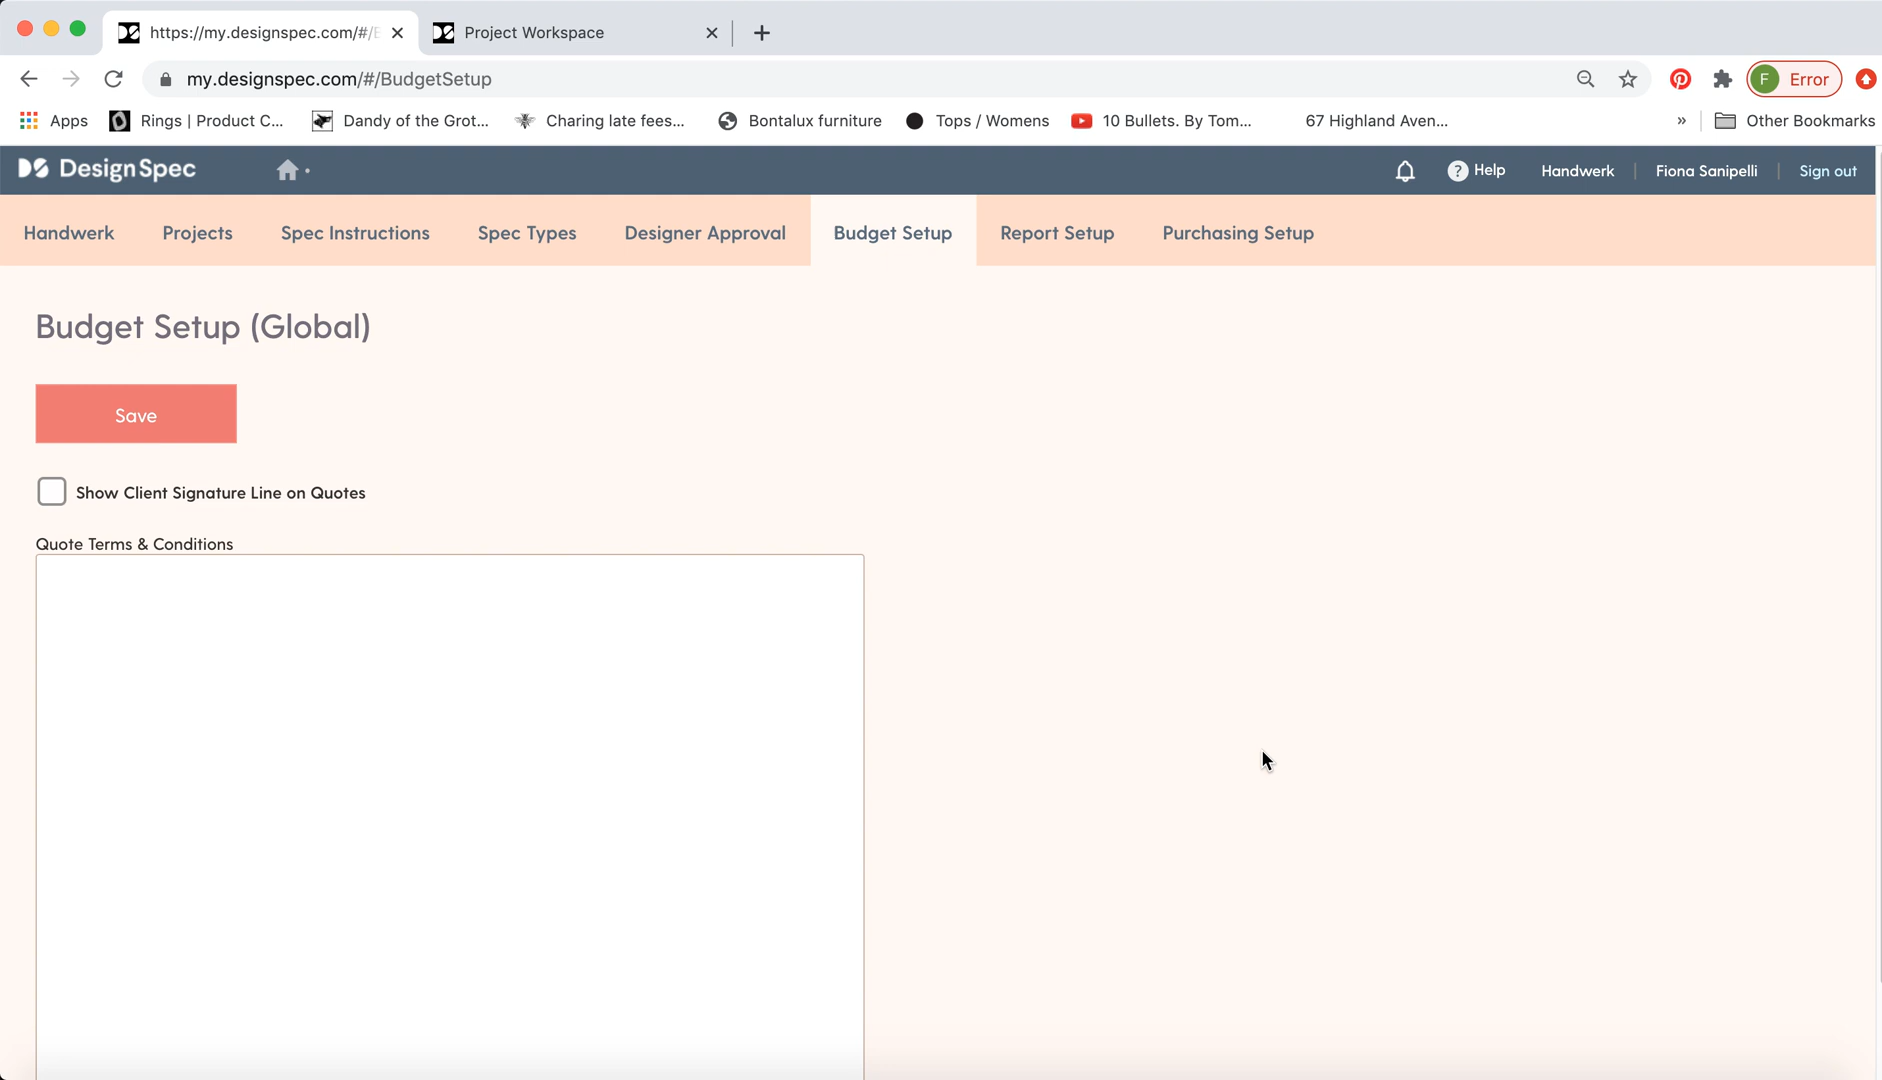 https://my.designspec.com/#/B
Project Workspace
my.designspec.com/#/BudgetSetup
F Error
Apps
Rings | Product C...
Dandy of the Grot...
Charing late fees...
Bontalux furniture
Tops / Womens
10 Bullets. By Tom...
67 Highland Aven...
»
Other Bookmarks
DS DesignSpec
? Help
Handwerk
Fiona Sanipelli
Sign out
Handwerk
Projects
Spec Instructions
Spec Types
Designer Approval
Budget Setup
Report Setup
Purchasing Setup
Budget Setup (Global)
Save
Show Client Signature Line on Quotes
Quote Terms & Conditions